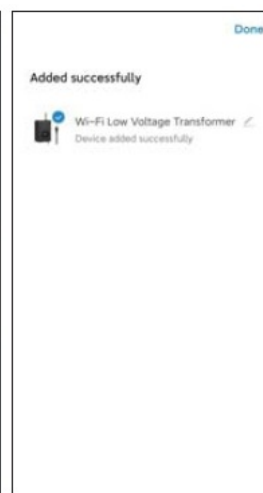 Done
Added successfully
Wi-Fi Low Voltage Transformer
Device added successfully